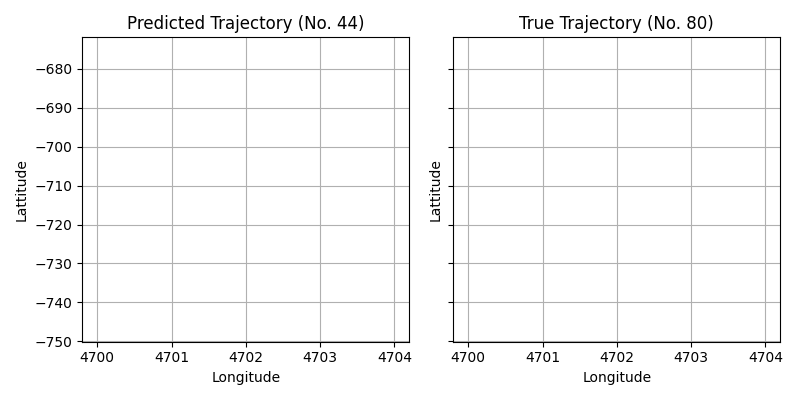 Predicted Trajectory (No. 44)
True Trajectory (No. 80)
−680
−690
−700
−710
−720
−730
−740
−750
Lattitude
Lattitude
4700 4701 4702 4703 4704
4700 4701 4702 4703 4704
Longitude
Longitude